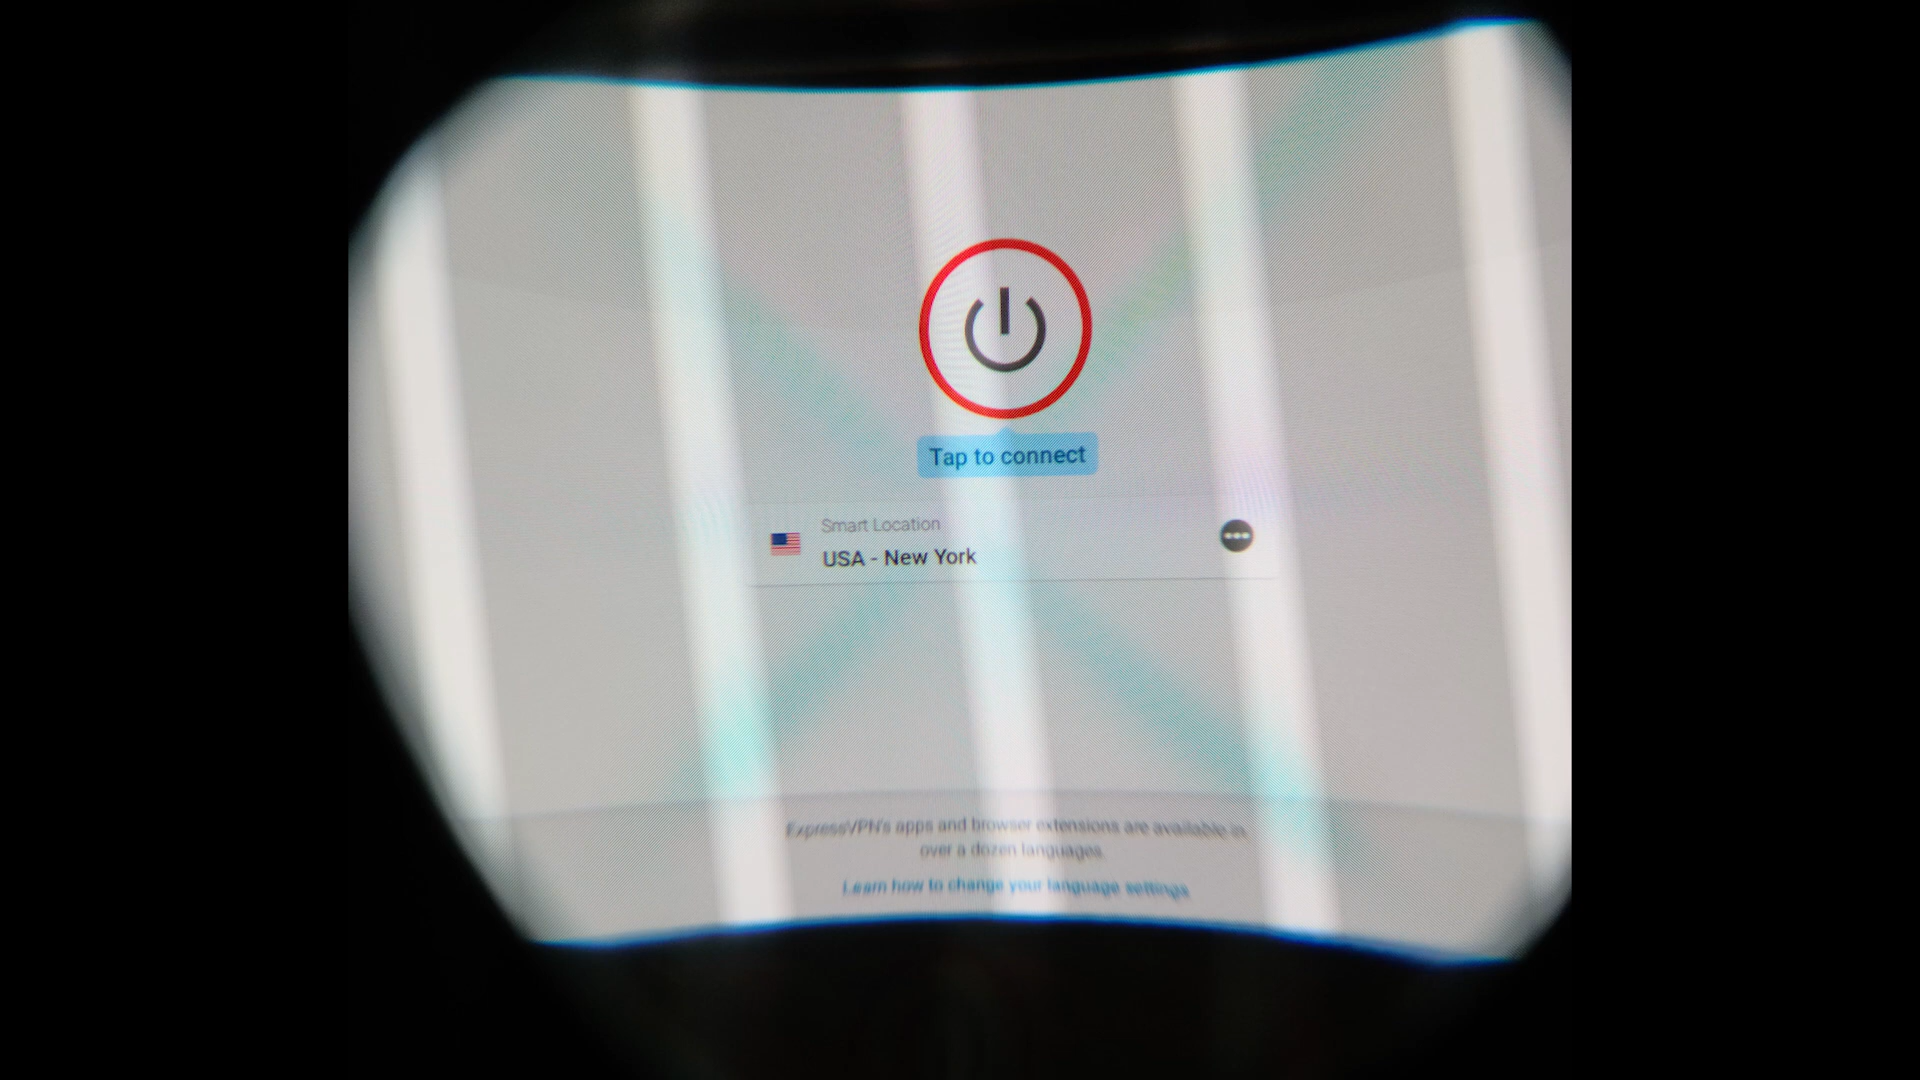 Tap to connect
Smart Location
USA - New York
ExpressVPN's apps and browser extensions are available in
over a dozen languages.
Learn how to change your language settings